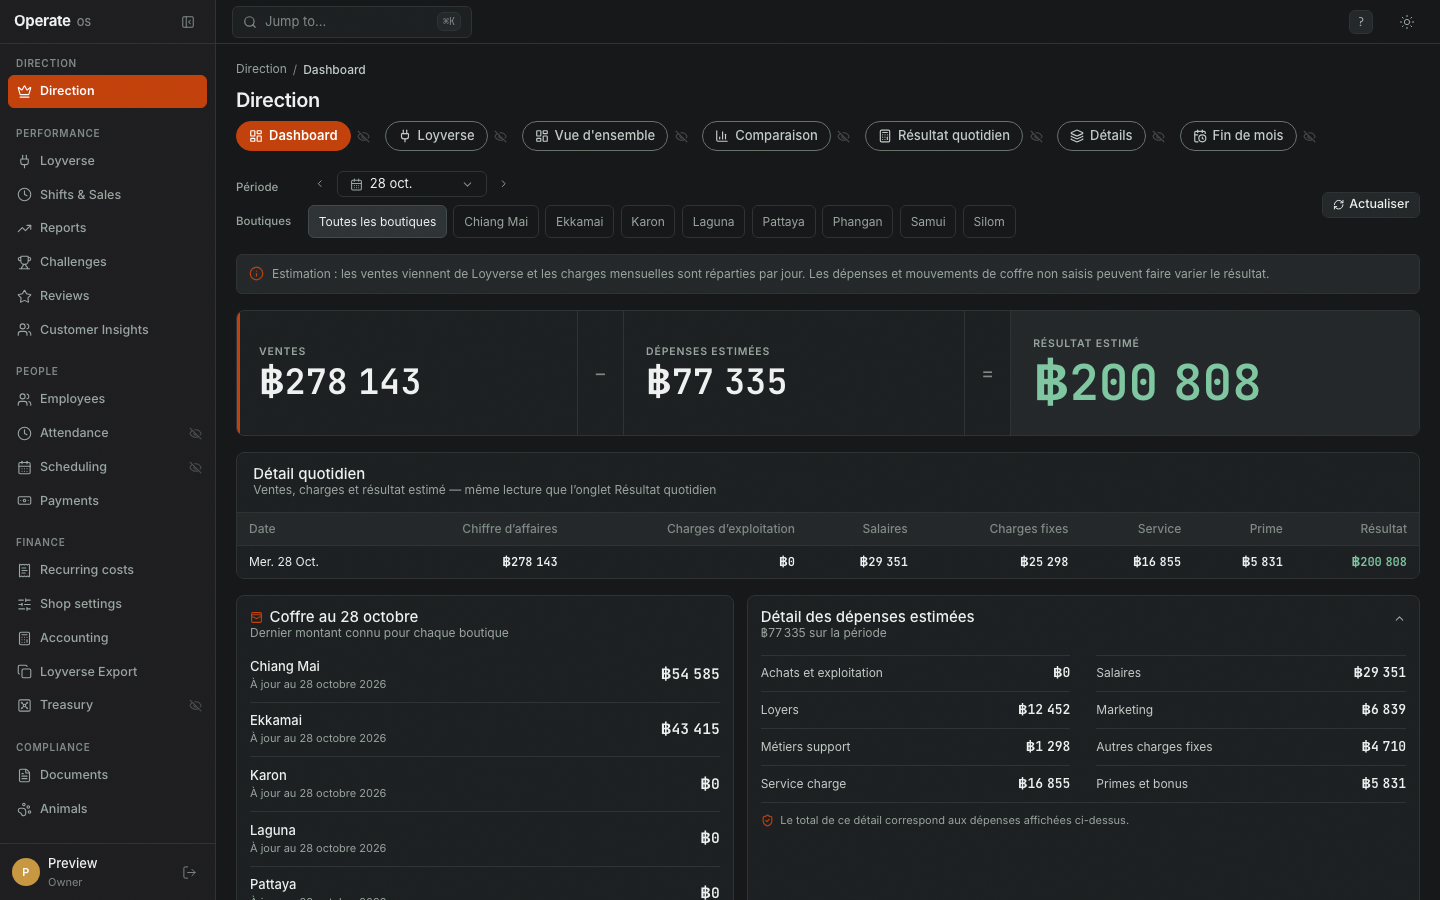 Operate os
Jump to...
⌘K
?
DIRECTION
Direction
PERFORMANCE
Loyverse
Shifts & Sales
Reports
Challenges
Reviews
Customer Insights
PEOPLE
Employees
Attendance
Scheduling
Payments
FINANCE
Recurring costs
Shop settings
Accounting
Loyverse Export
Treasury
COMPLIANCE
Documents
Animals
P
Preview
Owner
Direction / Dashboard
Direction
Dashboard Loyverse Vue d'ensemble Comparaison Résultat quotidien Détails Fin de mois
Période 28 oct.
Boutiques Toutes les boutiques Chiang Mai Ekkamai Karon Laguna Pattaya Phangan Samui Silom
Actualiser
Estimation : les ventes viennent de Loyverse et les charges mensuelles sont réparties par jour. Les dépenses et mouvements de coffre non saisis peuvent faire varier le résultat.
VENTES
฿278 143
−
DÉPENSES ESTIMÉES
฿77 335
=
RÉSULTAT ESTIMÉ
฿200 808
Détail quotidien
Ventes, charges et résultat estimé — même lecture que l’onglet Résultat quotidien
Date Chiffre d’affaires Charges d’exploitation Salaires Charges fixes Service Prime Résultat
Mer. 28 Oct. ฿278 143 ฿0 ฿29 351 ฿25 298 ฿16 855 ฿5 831 ฿200 808
Coffre au 28 octobre
Dernier montant connu pour chaque boutique
Chiang Mai
À jour au 28 octobre 2026
฿54 585
Ekkamai
À jour au 28 octobre 2026
฿43 415
Karon
À jour au 28 octobre 2026
฿0
Laguna
À jour au 28 octobre 2026
฿0
Pattaya
฿0
Détail des dépenses estimées
฿77 335 sur la période
Achats et exploitation ฿0
Salaires ฿29 351
Loyers ฿12 452
Marketing ฿6 839
Métiers support ฿1 298
Autres charges fixes ฿4 710
Service charge ฿16 855
Primes et bonus ฿5 831
Le total de ce détail correspond aux dépenses affichées ci-dessus.